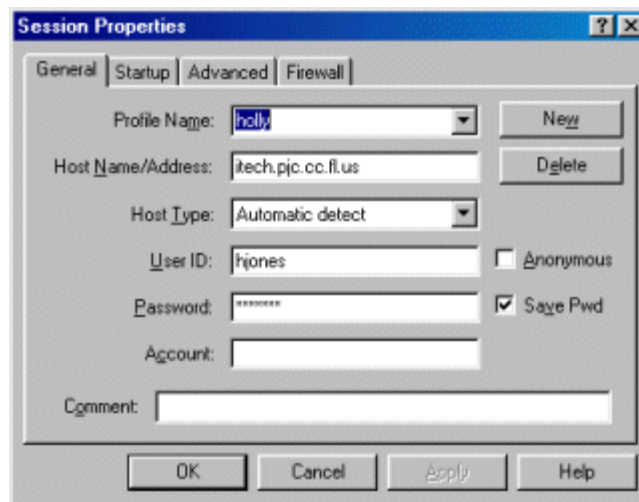 Session Properties
General Startup Advanced Firewall
Profile Name: holly New
Host Name/Address: itech.pjc.cc.fl.us Delete
Host Type: Automatic detect
User ID: hjones Anonymous
Password: ******* Save Pwd
Account:
Comment:
OK Cancel Apply Help